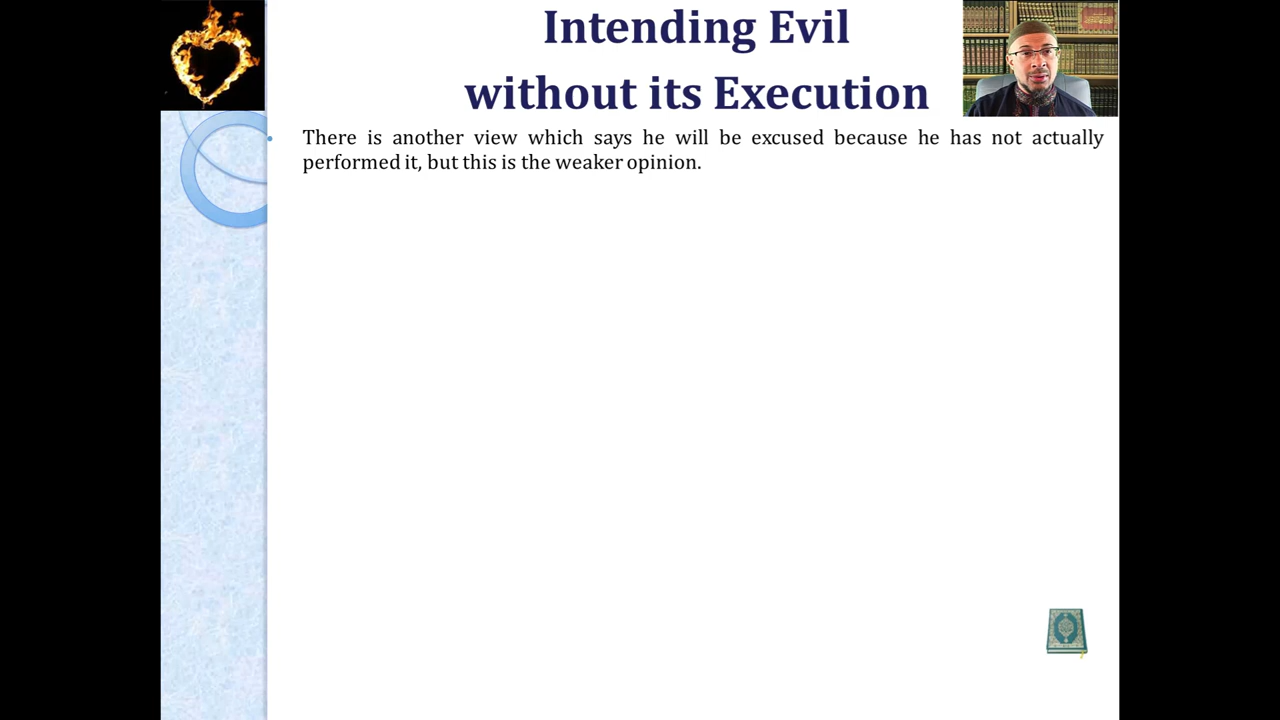 Intending Evil
without its Execution
• There is another view which says he will be excused because he has not actually
performed it, but this is the weaker opinion.